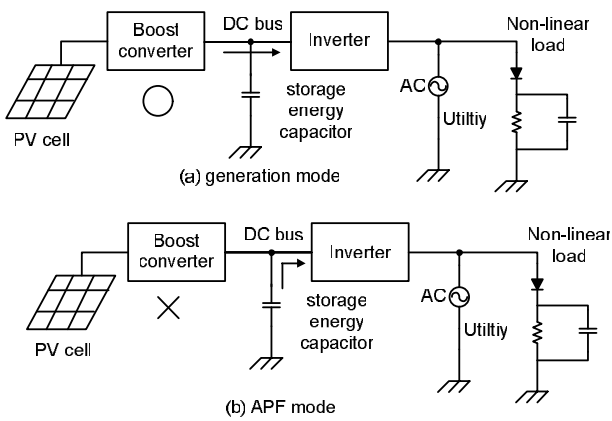 Boost
converter
DC bus
Inverter
Non-linear
load
PV cell
storage
energy
capacitor
AC
Utiltiy
(a) generation mode
Boost
converter
DC bus
Inverter
Non-linear
load
PV cell
storage
energy
capacitor
AC
Utiltiy
(b) APF mode